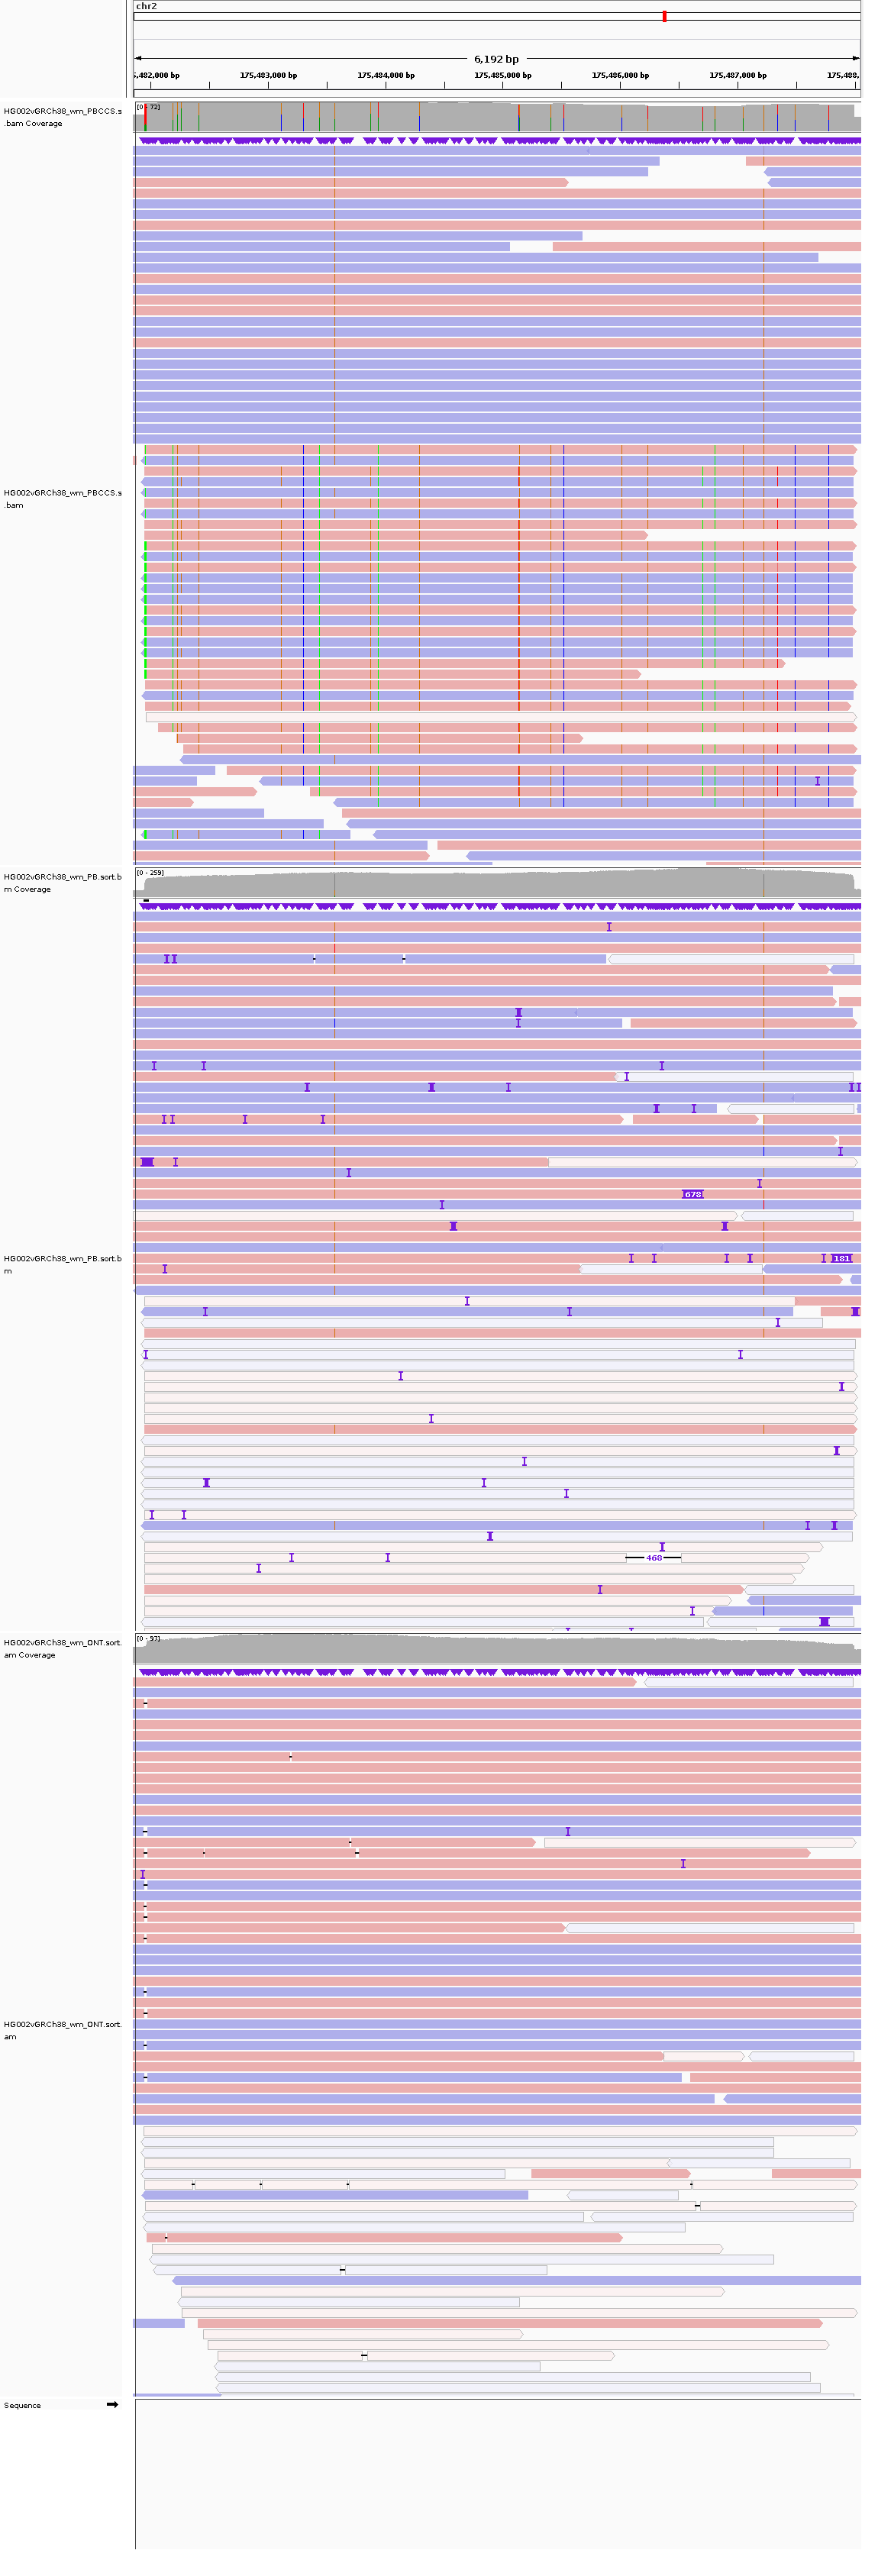 chr2
6,192 bp
5,482,000 bp 175,483,000 bp 175,484,000 bp 175,485,000 bp 175,486,000 bp 175,487,000 bp 175,488,
HG002vGRCh38_wm_PBCCS.s
.bam Coverage
[0 - 72]
HG002vGRCh38_wm_PBCCS.s
.bam
HG002vGRCh38_wm_PB.sort.b
m Coverage
[0 - 259]
678
HG002vGRCh38_wm_PB.sort.b
m
181
468
HG002vGRCh38_wm_ONT.sort.
am Coverage
[0 - 97]
HG002vGRCh38_wm_ONT.sort.
am
Sequence